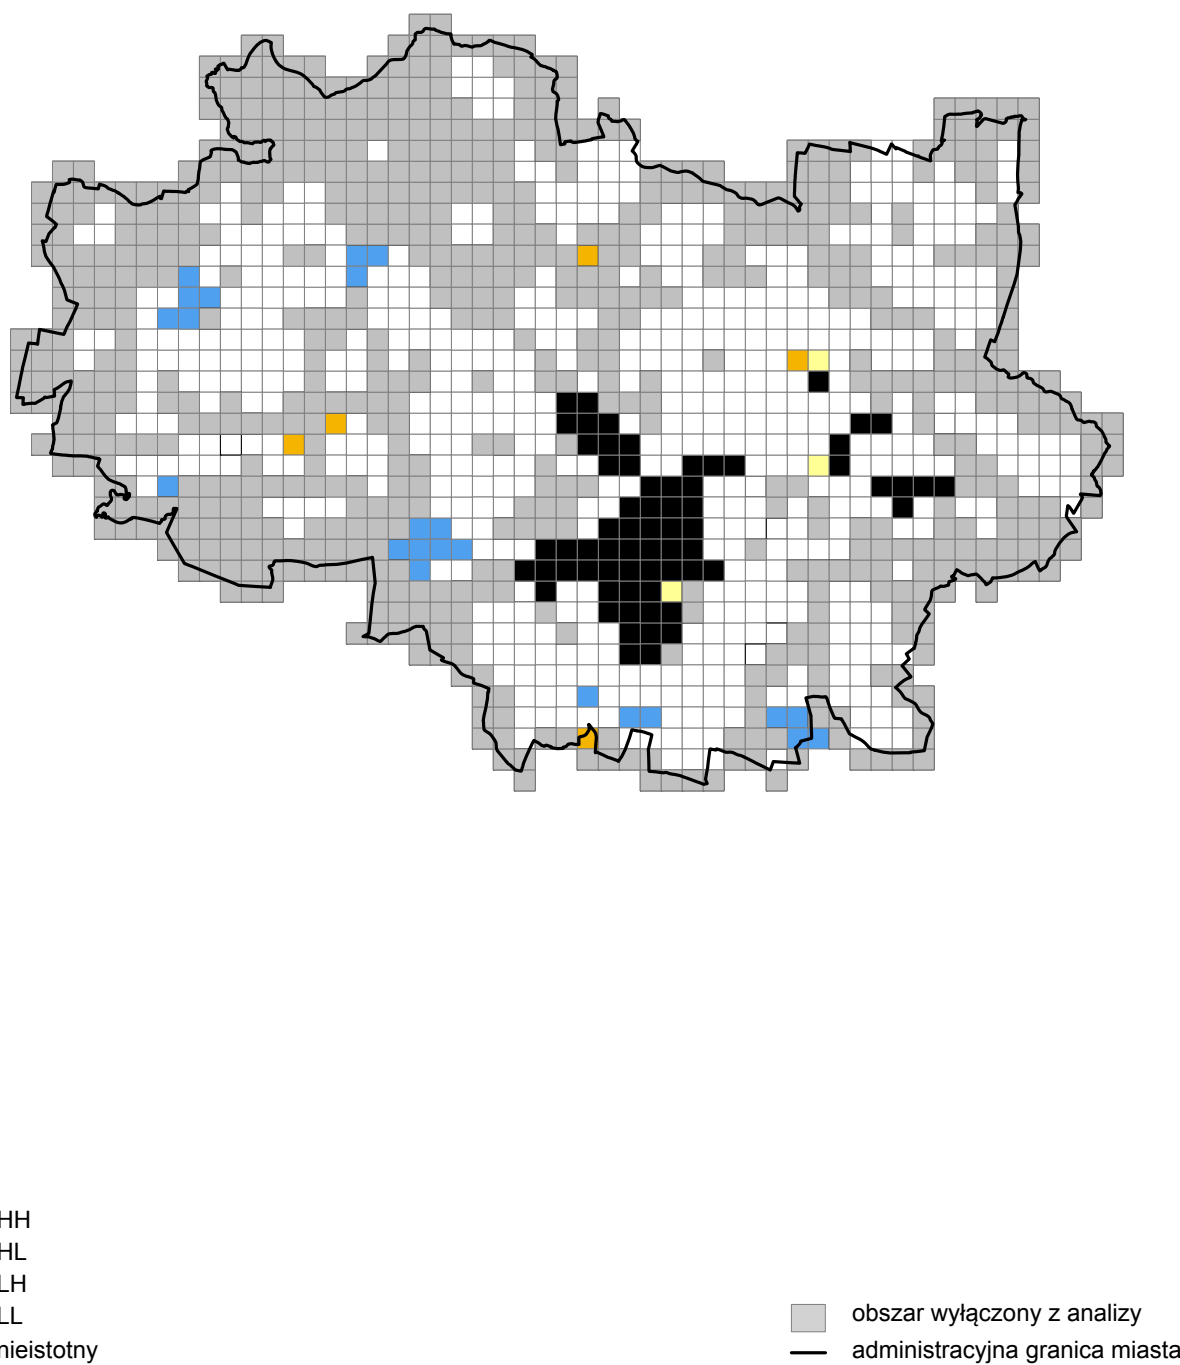 HH
HL
LH
LL
nieistotny
obszar wyłączony z analizy
administracyjna granica miasta